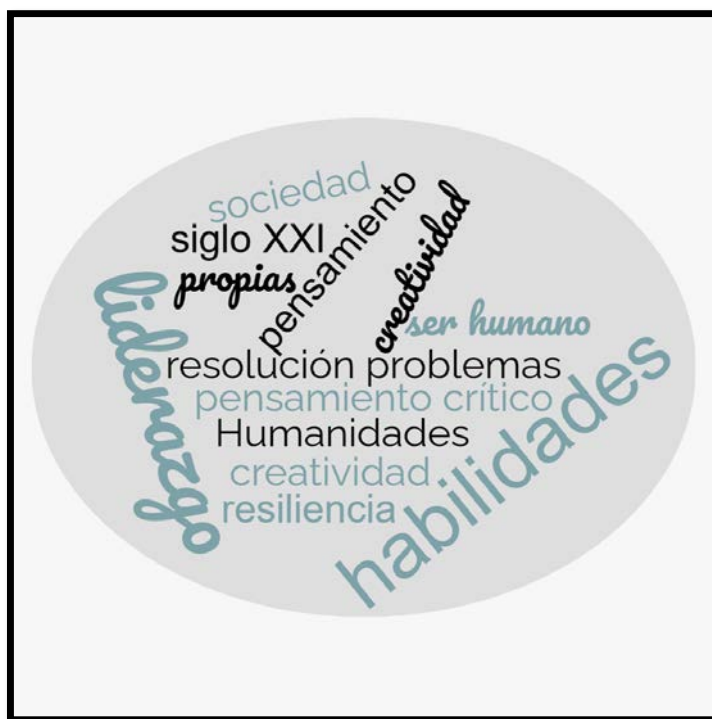 sociedad
siglo XXI
propias
pensamiento
creatividad
ser humano
liderazgo
resolución problemas
pensamiento crítico
Humanidades
creatividad
resiliencia
habilidades